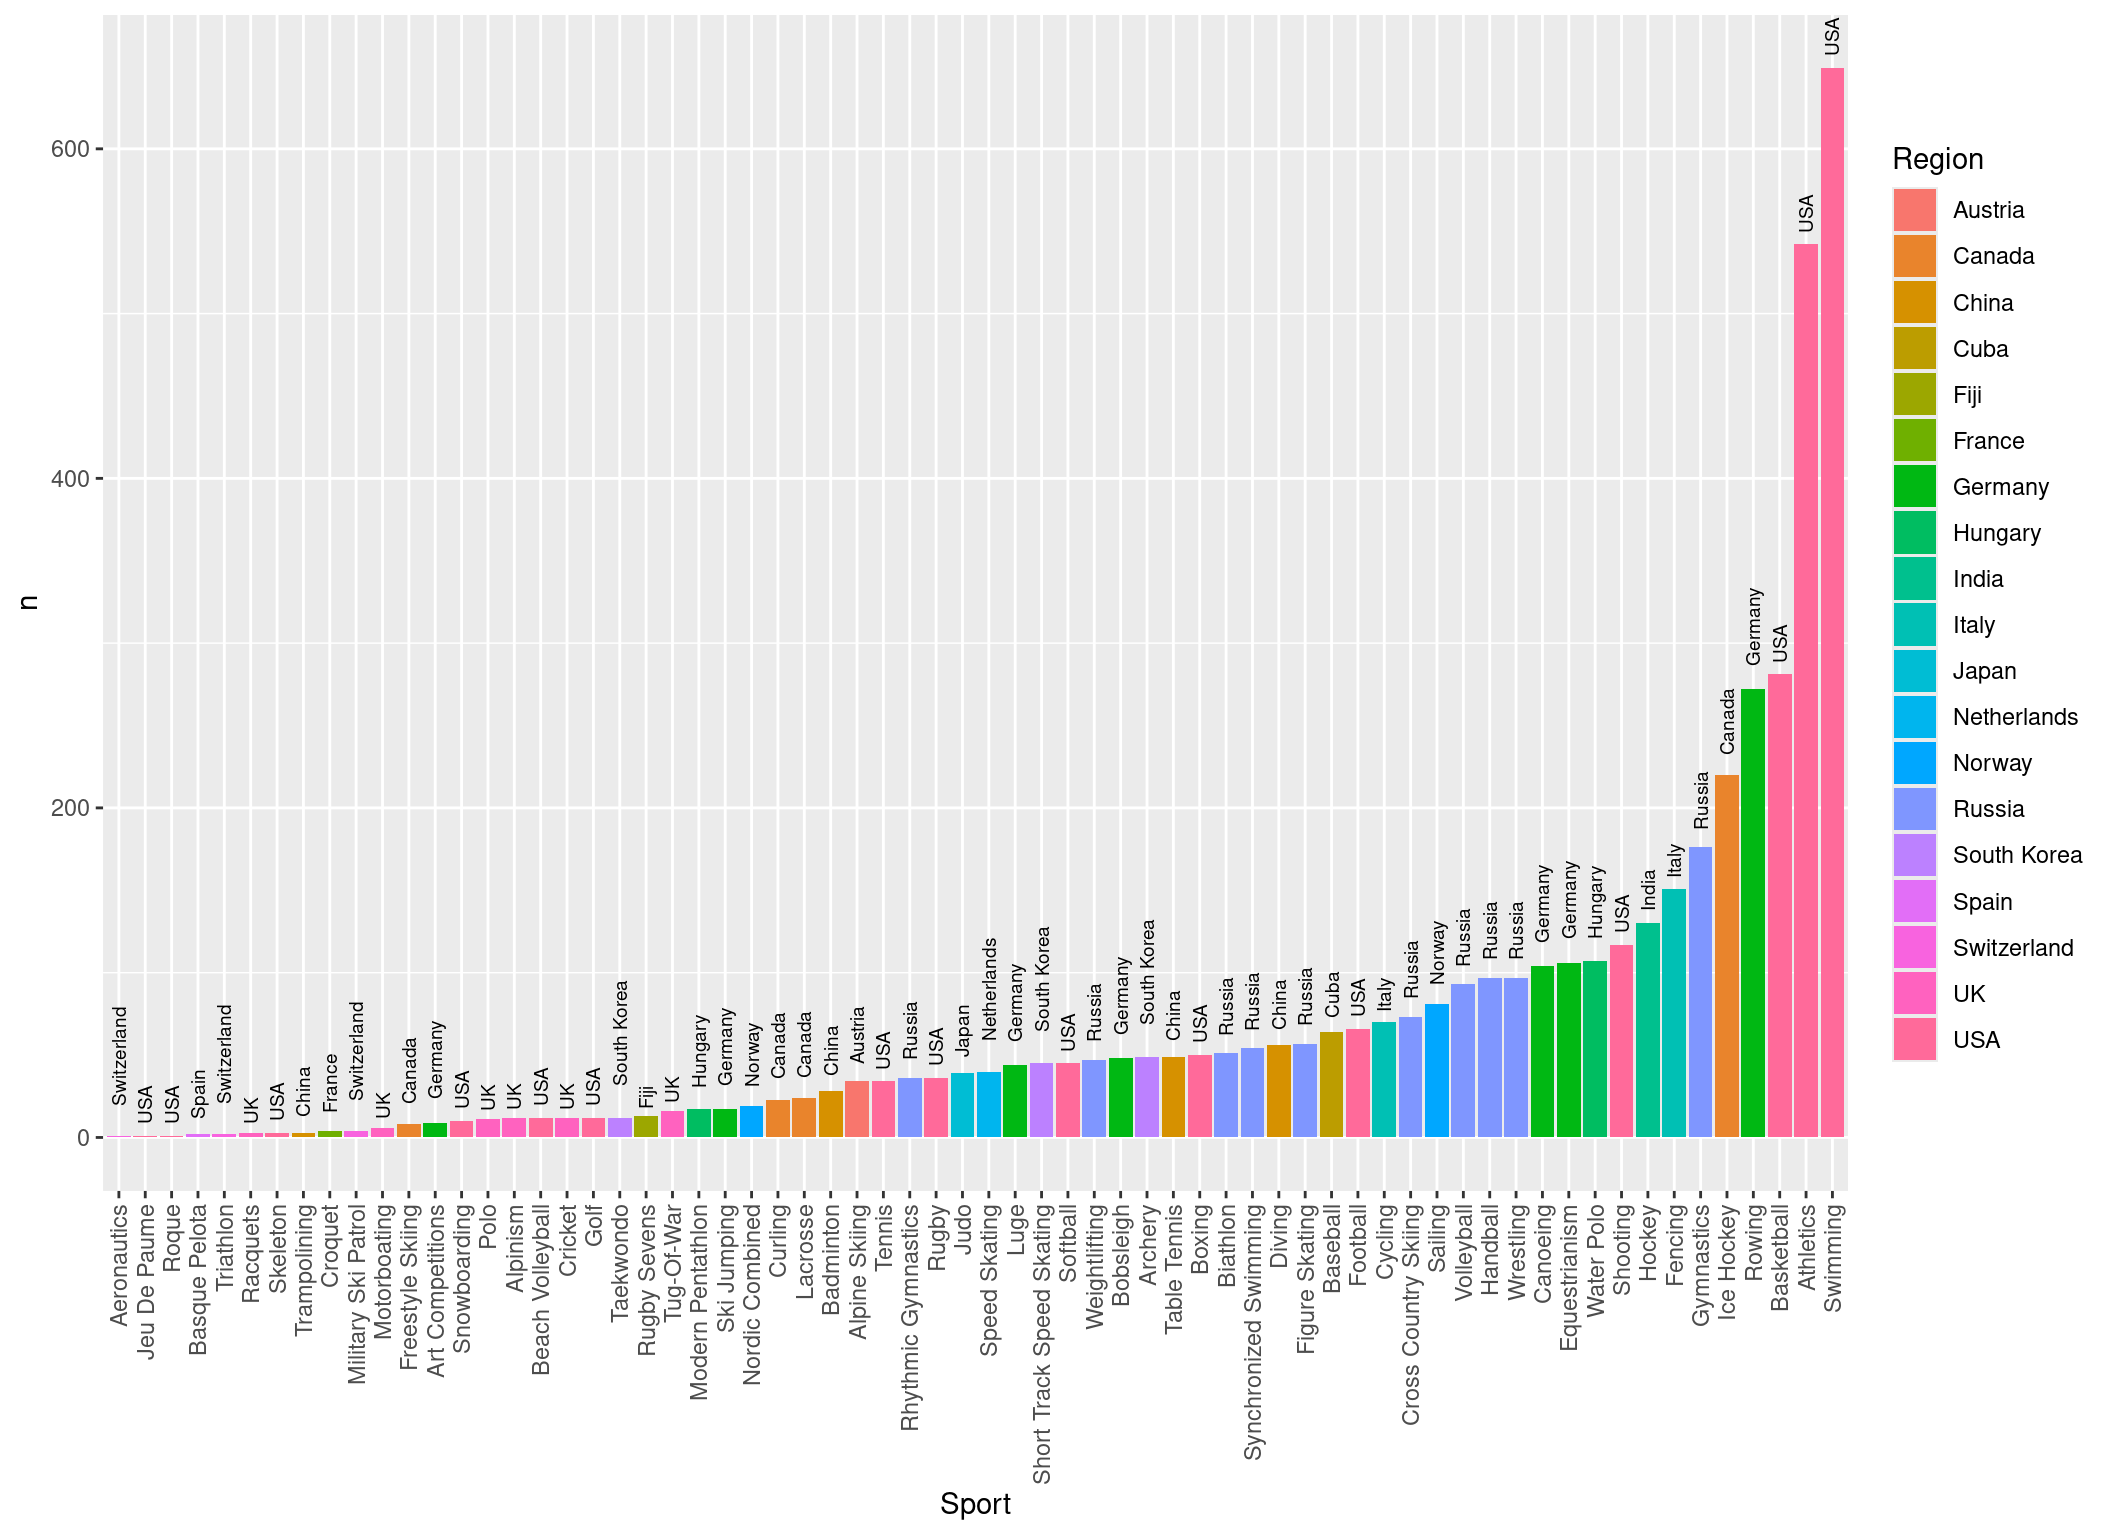 n
600
400
200
0
Switzerland
USA
USA
Spain
Switzerland
UK
USA
China
France
Switzerland
UK
Canada
Germany
USA
UK
UK
USA
UK
USA
South Korea
Fiji
UK
Hungary
Germany
Norway
Canada
Canada
China
Austria
USA
Russia
USA
Japan
Netherlands
Germany
South Korea
USA
Russia
Germany
South Korea
China
USA
Russia
Russia
China
Russia
Cuba
USA
Italy
Russia
Norway
Russia
Russia
Russia
Germany
Germany
Hungary
USA
India
Italy
Russia
Canada
Germany
USA
USA
USA
Aeronautics
Jeu De Paume
Roque
Basque Pelota
Triathlon
Racquets
Skeleton
Trampolining
Croquet
Military Ski Patrol
Motorboating
Freestyle Skiing
Art Competitions
Snowboarding
Polo
Alpinism
Beach Volleyball
Cricket
Golf
Taekwondo
Rugby Sevens
Tug-Of-War
Modern Pentathlon
Ski Jumping
Nordic Combined
Curling
Lacrosse
Badminton
Alpine Skiing
Tennis
Rhythmic Gymnastics
Rugby
Judo
Speed Skating
Luge
Short Track Speed Skating
Softball
Weightlifting
Bobsleigh
Archery
Table Tennis
Boxing
Biathlon
Synchronized Swimming
Diving
Figure Skating
Baseball
Football
Cycling
Cross Country Skiing
Sailing
Volleyball
Handball
Wrestling
Canoeing
Equestrianism
Water Polo
Shooting
Hockey
Fencing
Gymnastics
Ice Hockey
Rowing
Basketball
Athletics
Swimming
Sport
Region
Austria
Canada
China
Cuba
Fiji
France
Germany
Hungary
India
Italy
Japan
Netherlands
Norway
Russia
South Korea
Spain
Switzerland
UK
USA